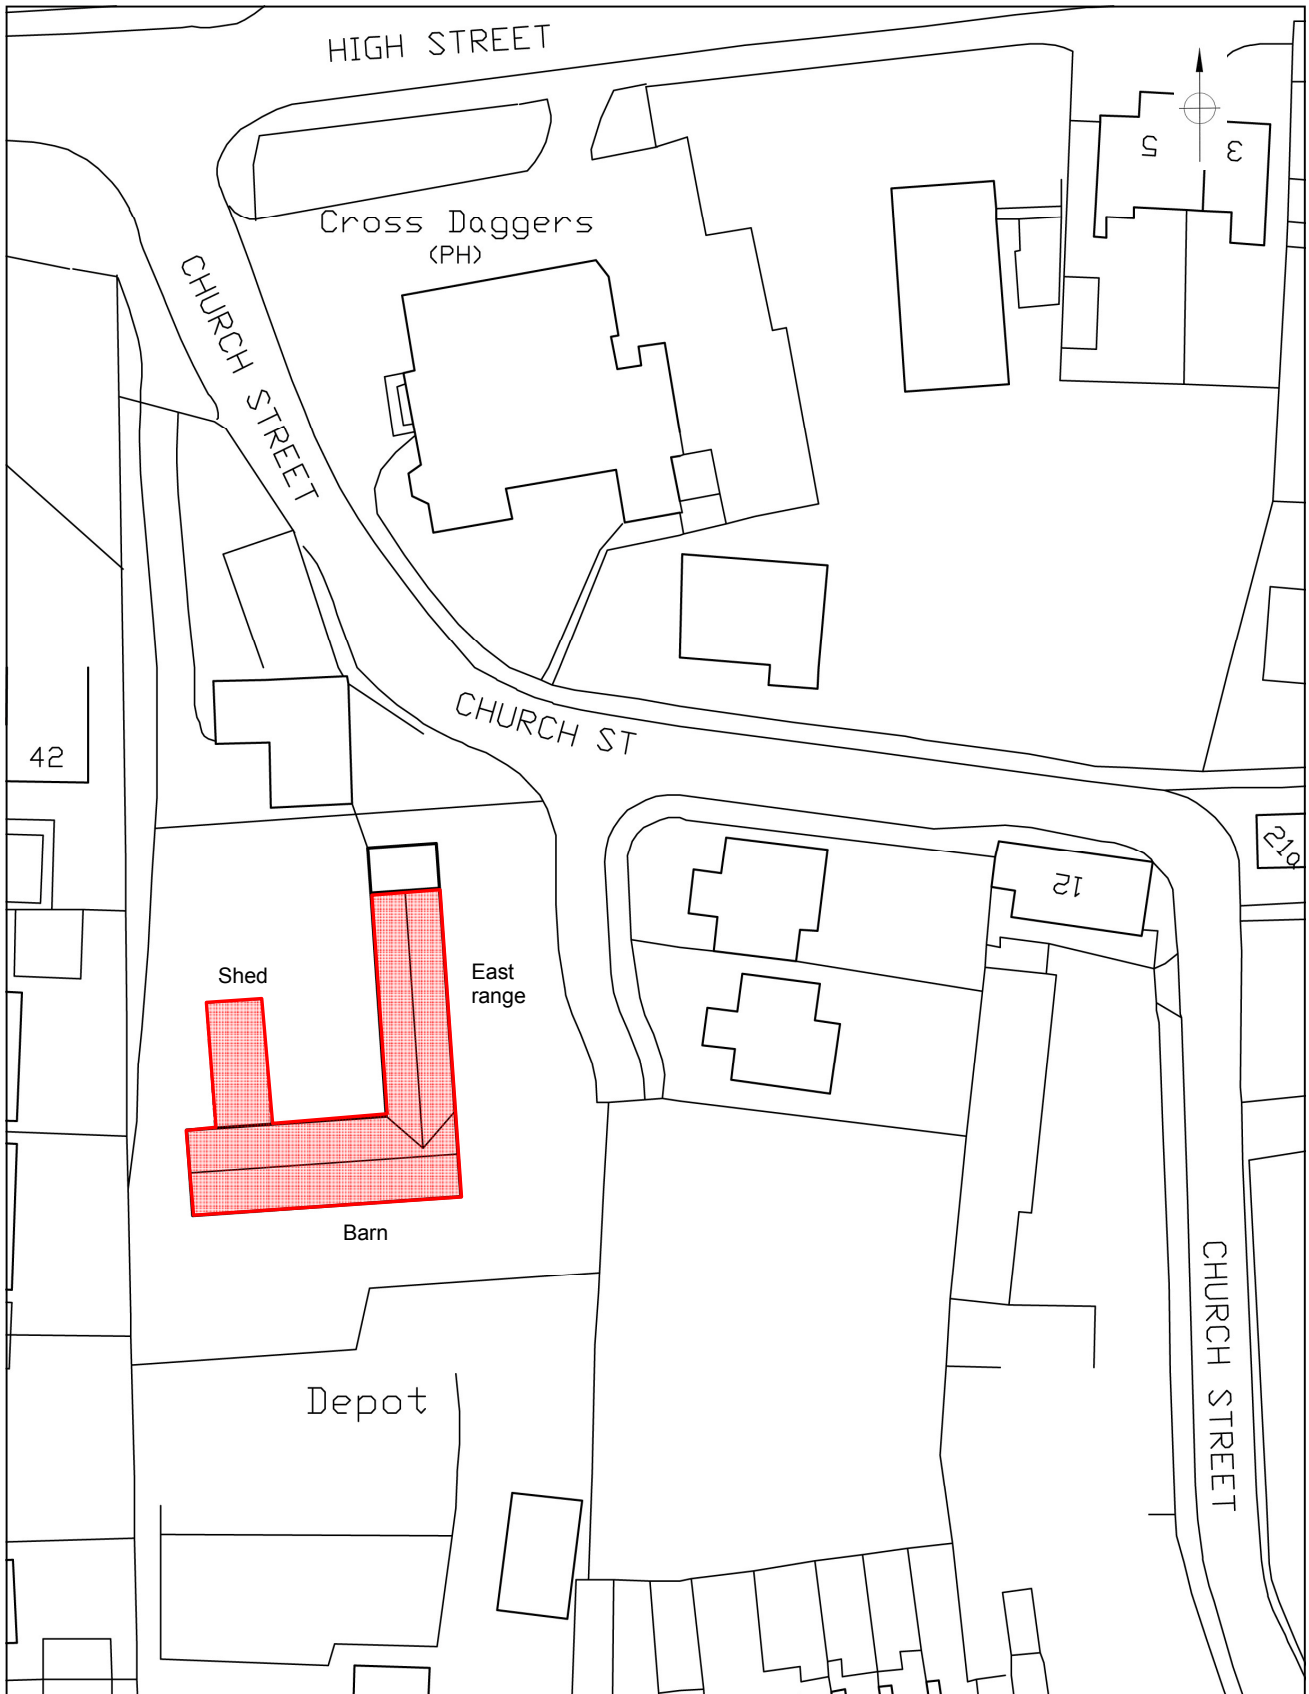 HIGH STREET
5
3
Cross Daggers
(PH)
CHURCH STREET
CHURCH ST
42
21a
12
Shed
East
range
Barn
CHURCH STREET
Depot